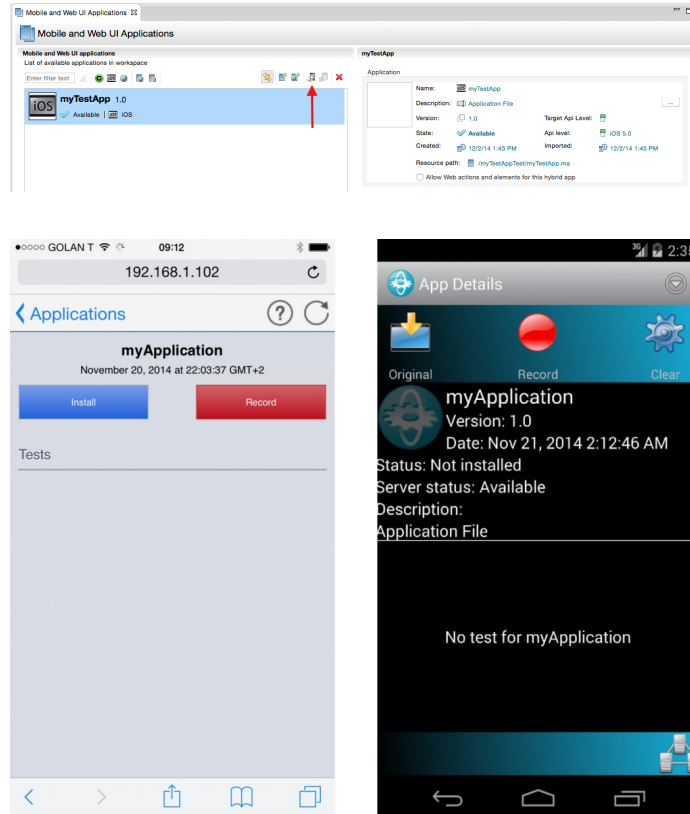 Mobile and Web UI Applications
Mobile and Web UI Applications
Mobile and Web UI applications
List of available applications in workspace
Enter filter text
iOS
myTestApp 1.0
Available | iOS
myTestApp
Application
Name: myTestApp
Description: Application File
...
Version: 1.0 Target Api Level:
State: Available Api level: iOS 5.0
Created: 12/2/14 1:43 PM Imported: 12/2/14 1:45 PM
Resource path: /myTestAppTest/myTestApp.ma
Allow Web actions and elements for this hybrid app
GOLAN T 09:12
192.168.1.102
Applications
?
myApplication
November 20, 2014 at 22:03:37 GMT+2
Install Record
Tests
3G 2:35
App Details
Original Record Clear
myApplication
Version: 1.0
Date: Nov 21, 2014 2:12:46 AM
Status: Not installed
Server status: Available
Description:
Application File
No test for myApplication